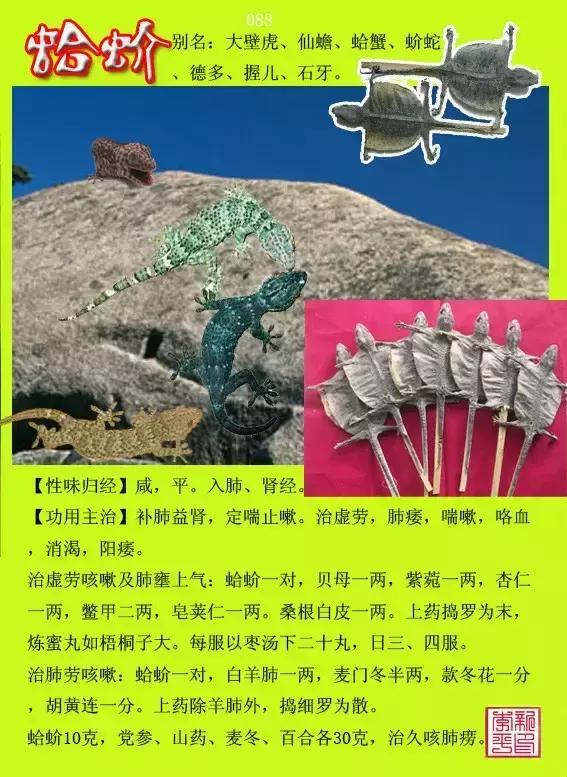 088
蛤蚧
别名：大壁虎、仙蟾、蛤蟹、蚧蛇
、德多、握儿、石牙。
【性味归经】咸，平。入肺、肾经。
【功用主治】补肺益肾，定喘止嗽。治虚劳，肺痿，喘嗽，咯血
，消渴，阳痿。
治虚劳咳嗽及肺壅上气：蛤蚧一对，贝母一两，紫菀一两，杏仁
一两，鳖甲二两，皂荚仁一两。桑根白皮一两。上药捣罗为末，
炼蜜丸如梧桐子大。每服以枣汤下二十丸，日三、四服。
治肺劳咳嗽：蛤蚧一对，白羊肺一两，麦门冬半两，款冬花一分
，胡黄连一分。上药除羊肺外，捣细罗为散。
蛤蚧10克，党参、山药、麦冬、百合各30克，治久咳肺痨。